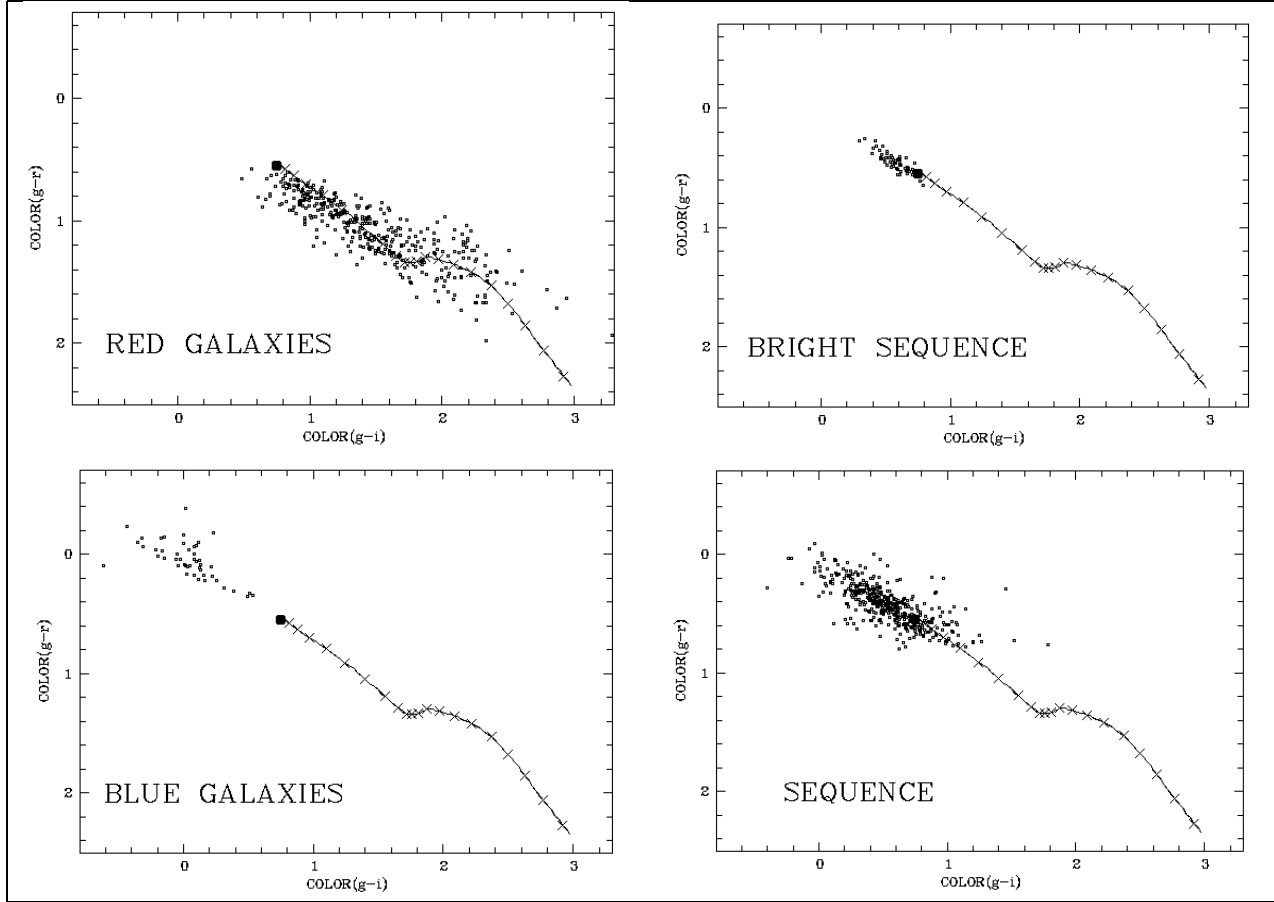 0
1
2
COLOR(g-r)
RED GALAXIES
0
1
2
3
COLOR(g-i)
0
1
2
COLOR(g-r)
BRIGHT SEQUENCE
0
1
2
3
COLOR(g-i)
0
1
2
COLOR(g-r)
BLUE GALAXIES
0
1
2
3
COLOR(g-i)
0
1
2
COLOR(g-r)
SEQUENCE
0
1
2
3
COLOR(g-i)